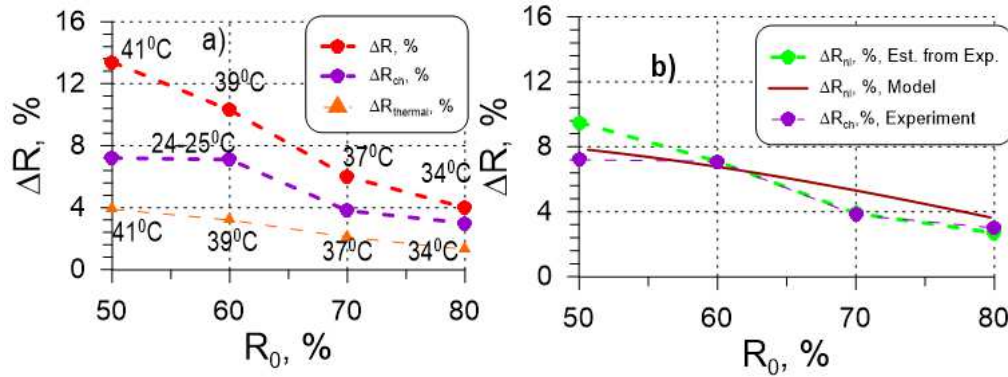 16
12
8
4
0
ΔR, %
50
60
70
80
R₀, %
a)
ΔR, %
ΔR_ch, %
ΔR_thermal, %
41⁰C
39⁰C
24-25⁰C
37⁰C
34⁰C
41⁰C
39⁰C
37⁰C
34⁰C
16
12
8
4
0
ΔR, %
50
60
70
80
R₀, %
b)
ΔR_nl, %, Est. from Exp.
ΔR_nl, %, Model
ΔR_ch,%, Experiment